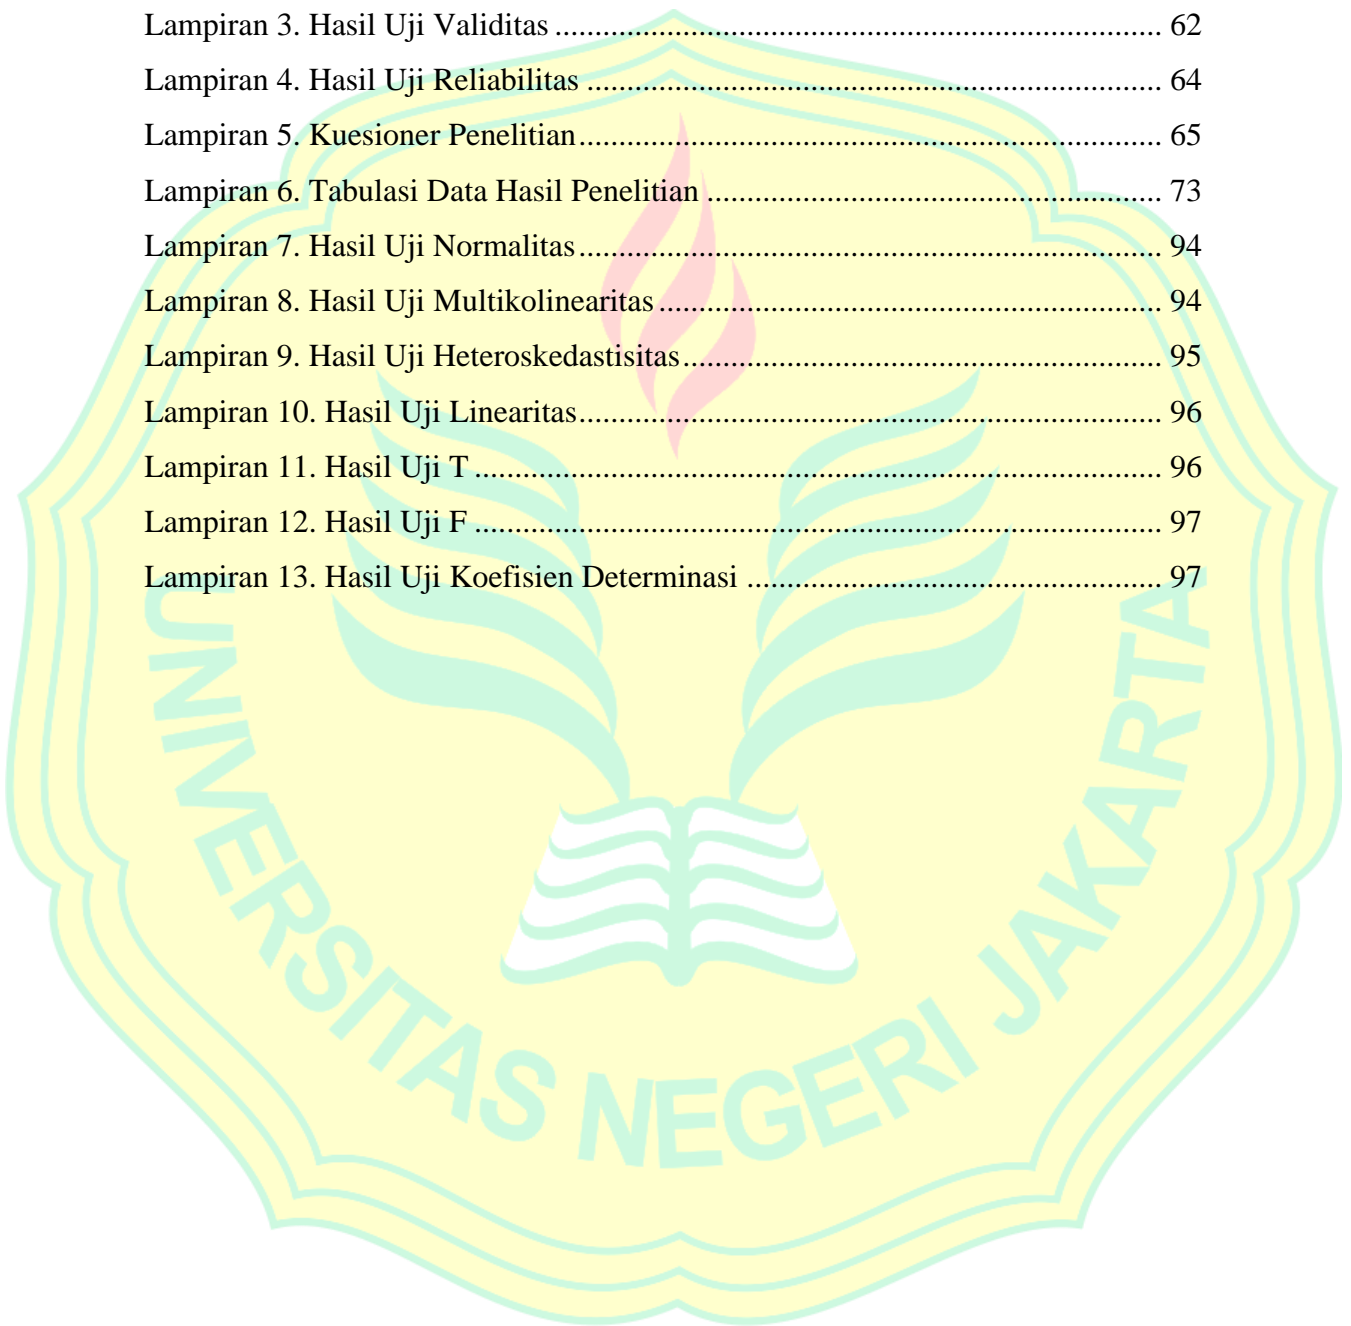 Lampiran 3. Hasil Uji Validitas ........................................................................... 62
Lampiran 4. Hasil Uji Reliabilitas ....................................................................... 64
Lampiran 5. Kuesioner Penelitian........................................................................ 65
Lampiran 6. Tabulasi Data Hasil Penelitian ........................................................ 73
Lampiran 7. Hasil Uji Normalitas........................................................................ 94
Lampiran 8. Hasil Uji Multikolinearitas .............................................................. 94
Lampiran 9. Hasil Uji Heteroskedastisitas........................................................... 95
Lampiran 10. Hasil Uji Linearitas........................................................................ 96
Lampiran 11. Hasil Uji T ..................................................................................... 96
Lampiran 12. Hasil Uji F ..................................................................................... 97
Lampiran 13. Hasil Uji Koefisien Determinasi ................................................... 97
UNIVERSITAS NEGERI JAKARTA